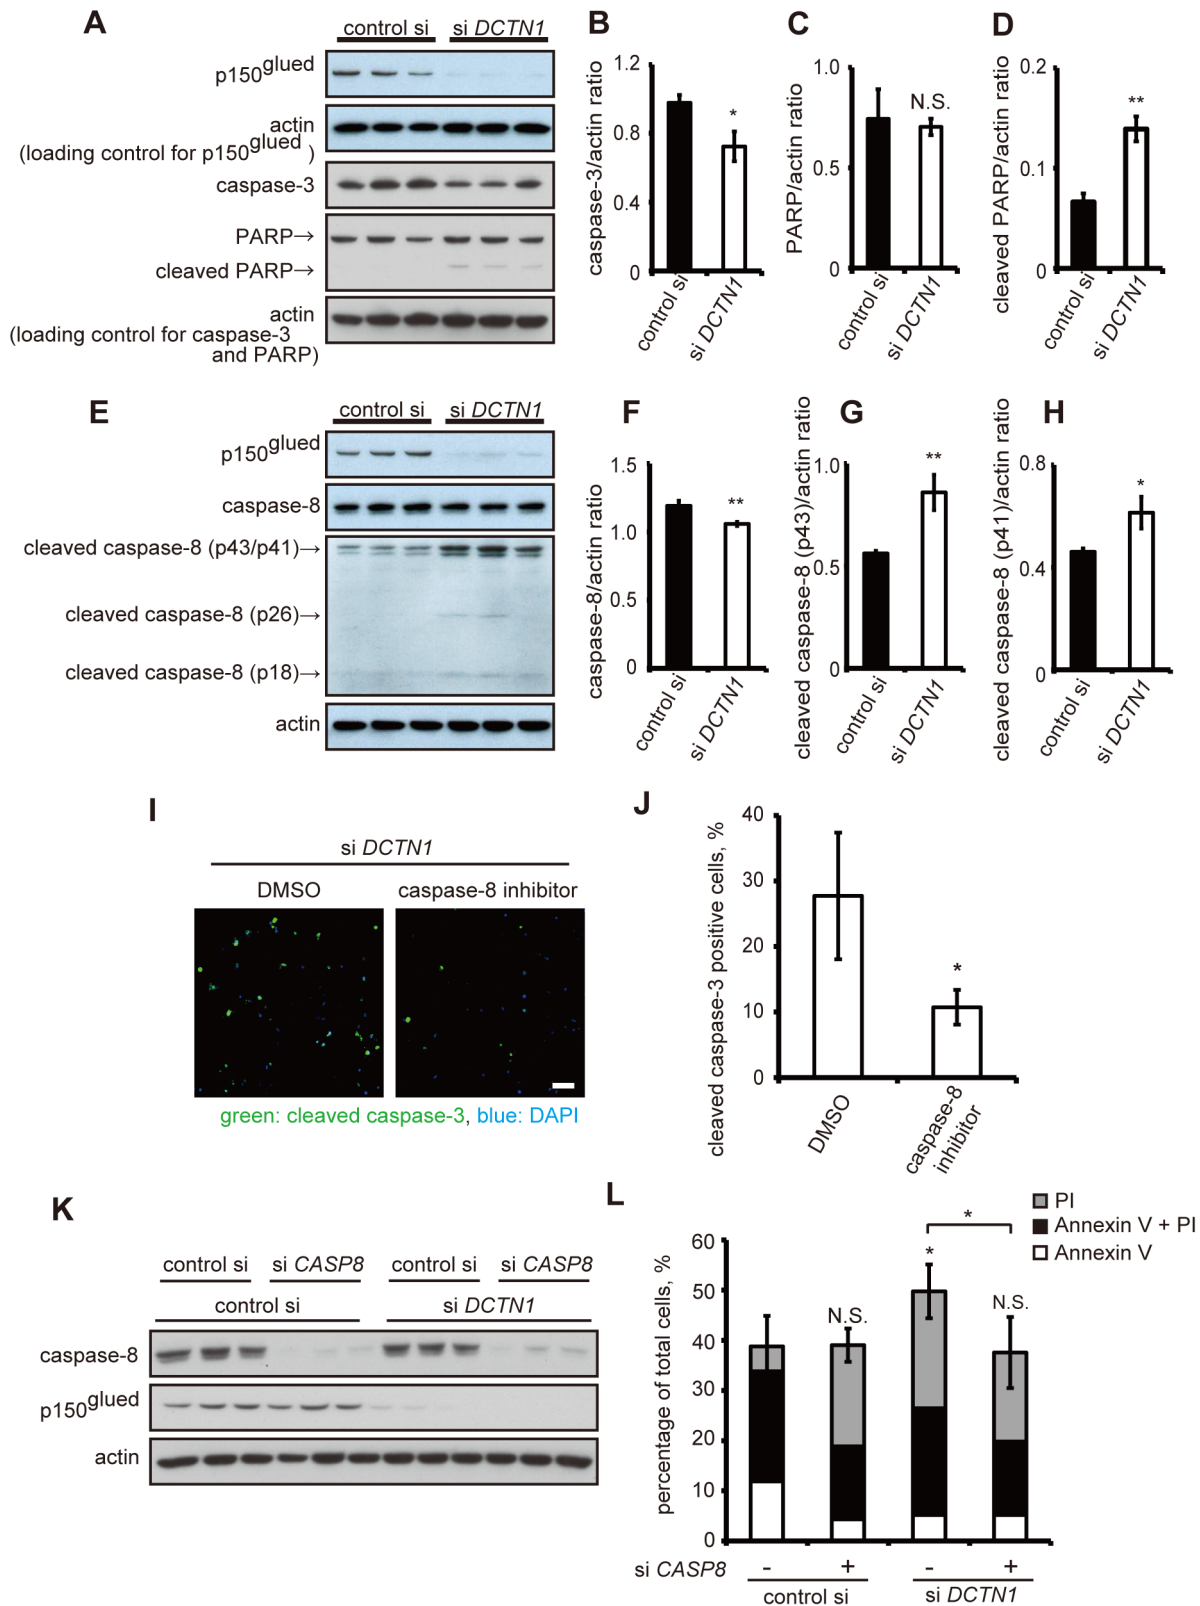 A
control si
si DCTN1
p150glued
actin
(loading control for p150glued)
caspase-3
PARP→
cleaved PARP→
actin
(loading control for caspase-3
and PARP)
B
caspase-3/actin ratio
1.2
0.8
0.4
0
*
control si
si DCTN1
C
PARP/actin ratio
1.0
0.5
0
N.S.
control si
si DCTN1
D
cleaved PARP/actin ratio
0.2
0.1
0
**
control si
si DCTN1
E
control si
si DCTN1
p150glued
caspase-8
cleaved caspase-8 (p43/p41)→
cleaved caspase-8 (p26)→
cleaved caspase-8 (p18)→
actin
F
caspase-8/actin ratio
1.5
1.0
0.5
0
**
control si
si DCTN1
G
cleaved caspase-8 (p43)/actin ratio
1.0
0.5
0
**
control si
si DCTN1
H
cleaved caspase-8 (p41)/actin ratio
0.8
0.4
0
*
control si
si DCTN1
I
si DCTN1
DMSO
caspase-8 inhibitor
green: cleaved caspase-3, blue: DAPI
J
cleaved caspase-3 positive cells, %
40
30
20
10
0
*
DMSO
caspase-8
inhibitor
K
control si
si CASP8
control si
si CASP8
control si
si DCTN1
caspase-8
p150glued
actin
L
PI
Annexin V + PI
Annexin V
percentage of total cells, %
60
50
40
30
20
10
0
N.S.
*
*
N.S.
si CASP8
-
+
-
+
control si
si DCTN1